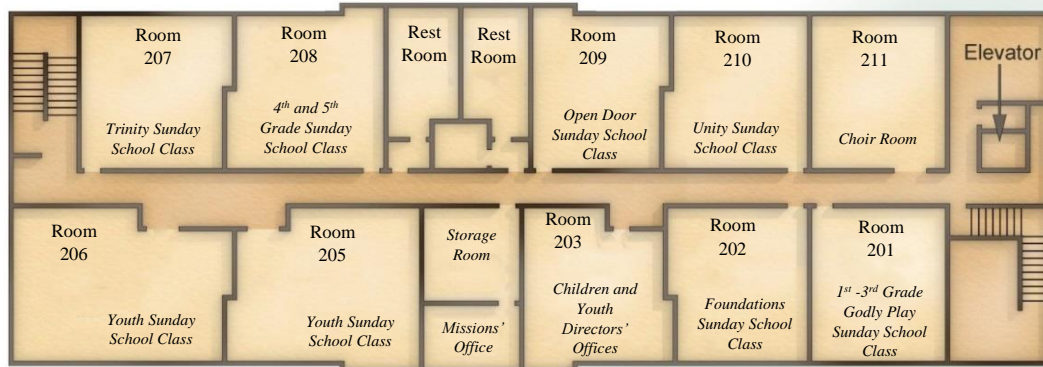 Room
207
Trinity Sunday
School Class
Room
208
4th and 5th
Grade Sunday
School Class
Rest
Room
Rest
Room
Room
209
Open Door
Sunday School
Class
Room
210
Unity Sunday
School Class
Room
211
Choir Room
Elevator
Room
206
Youth Sunday
School Class
Room
205
Youth Sunday
School Class
Storage
Room
Missions’
Office
Room
203
Children and
Youth
Directors’
Offices
Room
202
Foundations
Sunday School
Class
Room
201
1st -3rd Grade
Godly Play
Sunday School
Class